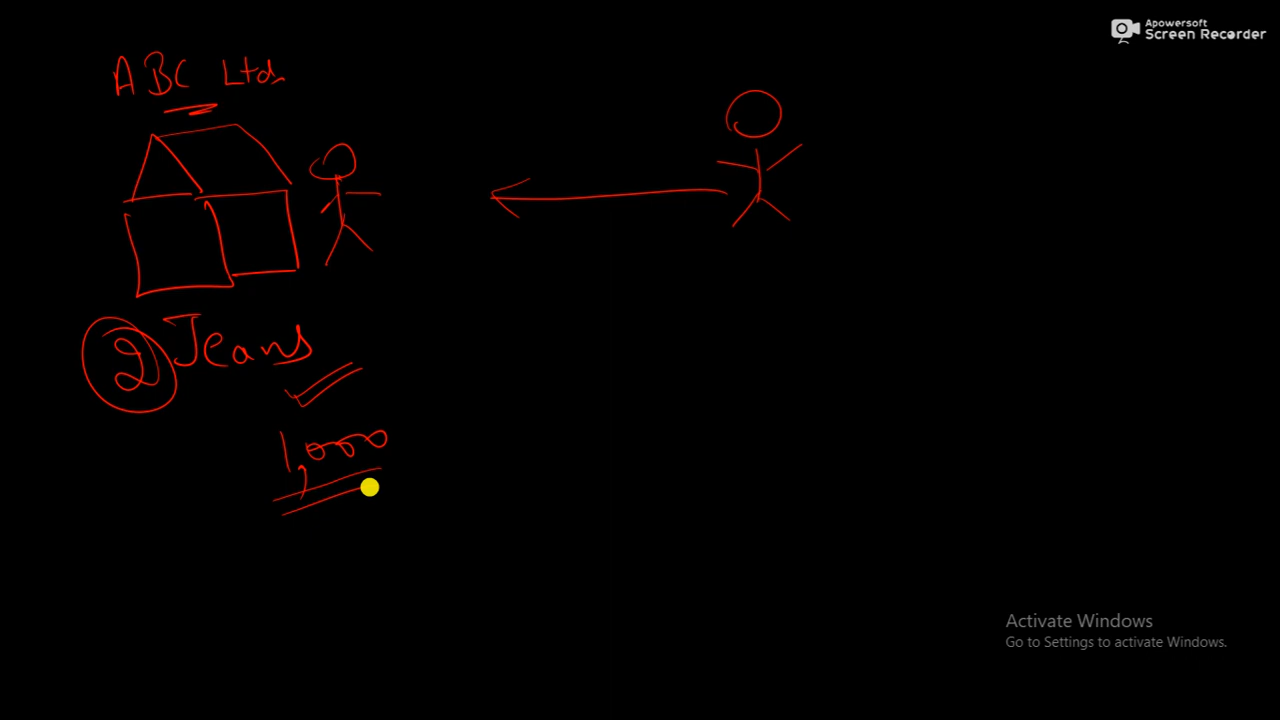 Apowersoft
Screen Recorder
ABC Ltd.
2 Jeans
1,000
Activate Windows
Go to Settings to activate Windows.